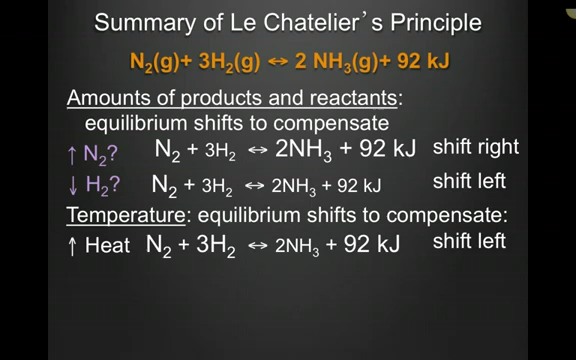 Summary of Le Chatelier’s Principle
N₂(g)+ 3H₂(g) ↔ 2 NH₃(g)+ 92 kJ
Amounts of products and reactants:
equilibrium shifts to compensate
↑ N₂? N₂ + 3H₂ ↔ 2NH₃ + 92 kJ shift right
↓ H₂? N₂ + 3H₂ ↔ 2NH₃ + 92 kJ shift left
Temperature: equilibrium shifts to compensate:
↑ Heat N₂ + 3H₂ ↔ 2NH₃ + 92 kJ shift left